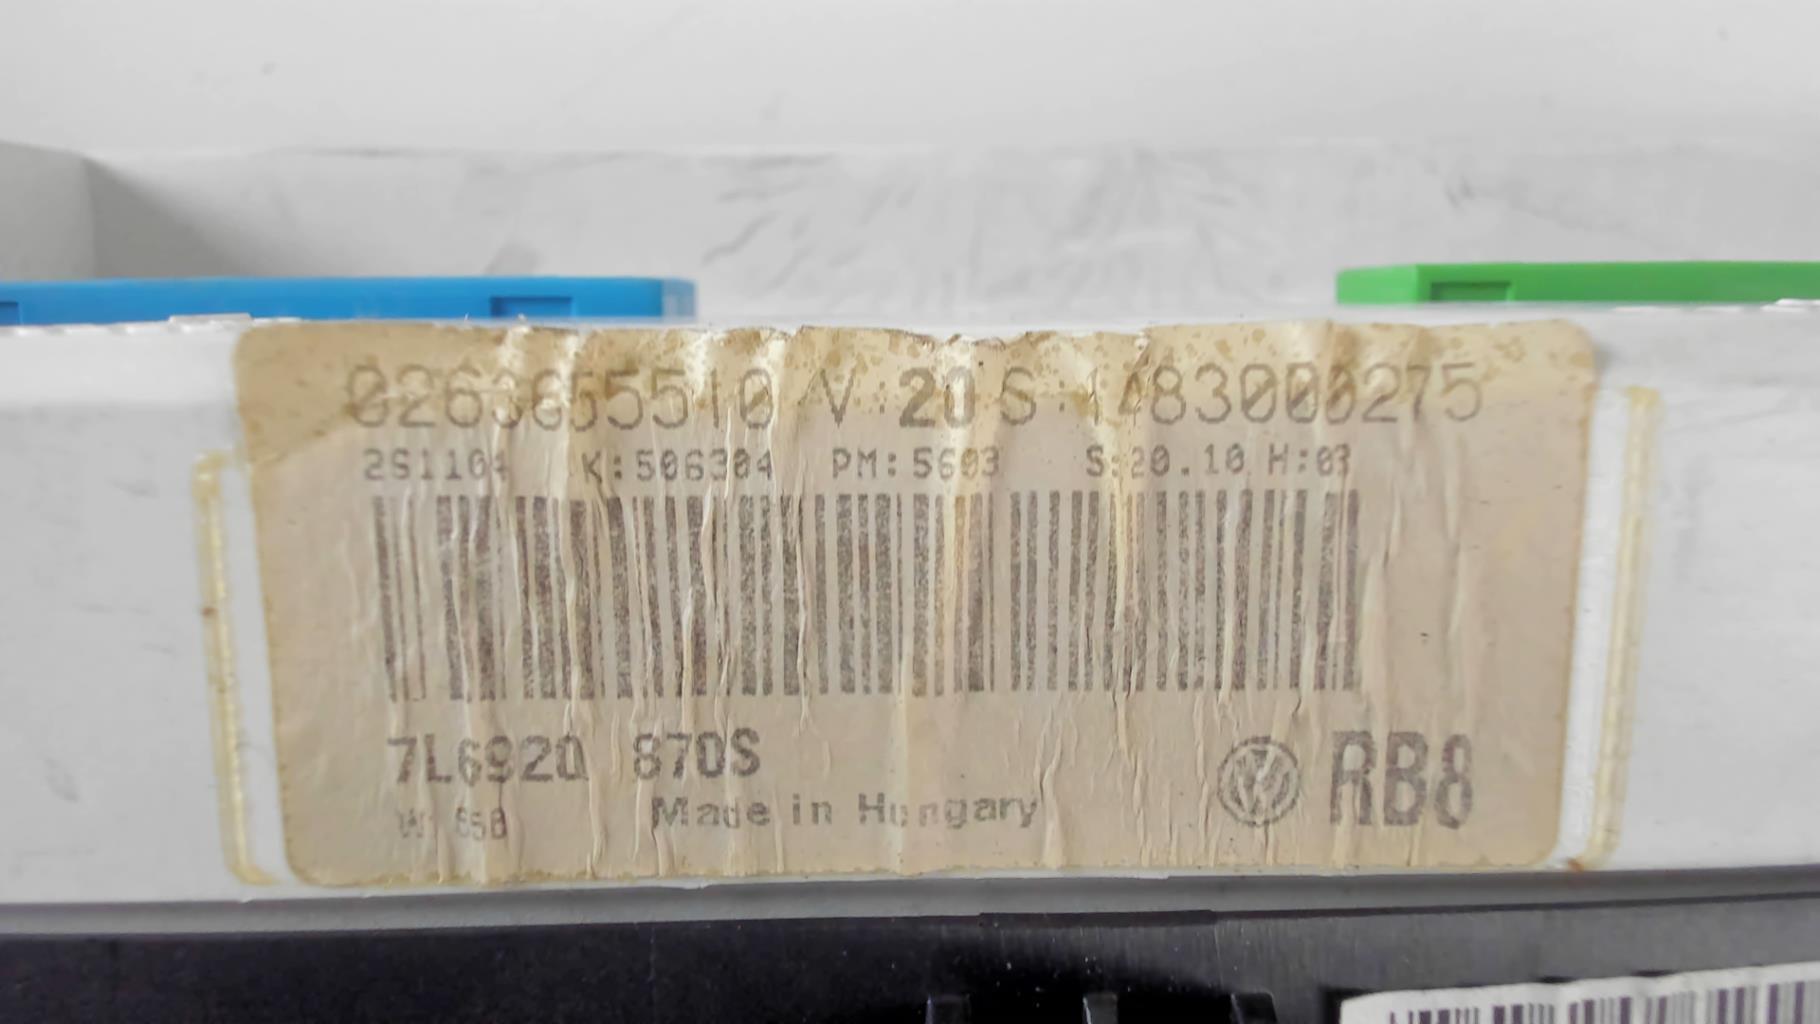 0263655510 V:20 S:1483000275
2S1104 K:506304 PM:5603 S:20.10 H:03
7L6920 870S
RB8
Made in Hungary